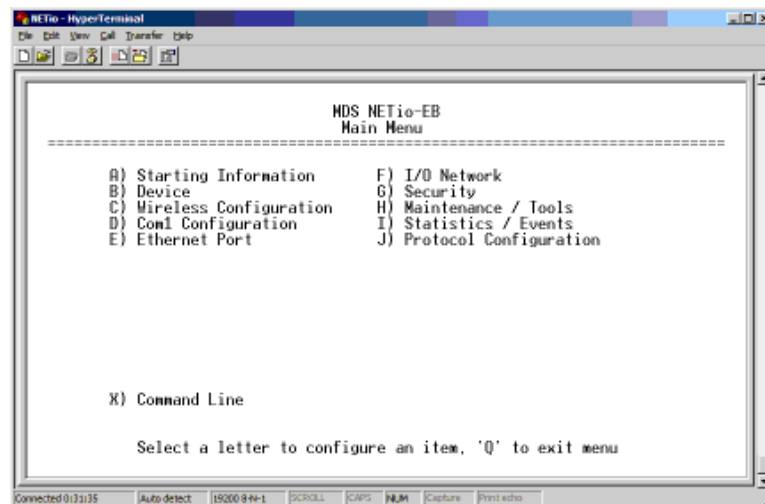 NETio - HyperTerminal
File Edit View Call Transfer Help
MDS NETio-EB
Main Menu
================================================================================
A) Starting Information F) I/O Network
B) Device G) Security
C) Wireless Configuration H) Maintenance / Tools
D) Com1 Configuration I) Statistics / Events
E) Ethernet Port J) Protocol Configuration
X) Command Line
Select a letter to configure an item, 'Q' to exit menu
Connected 0:31:35 Auto detect 19200 8-N-1 SCROLL CAPS NUM Capture Print echo